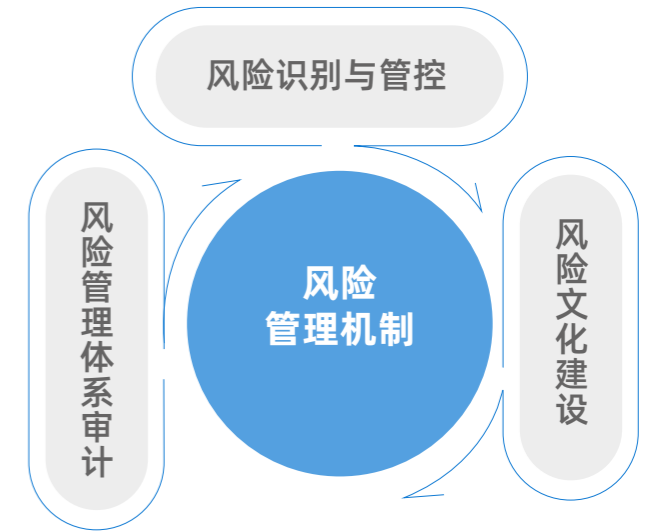 风险识别与管控
风险管理体系审计
风险
管理机制
风险文化建设